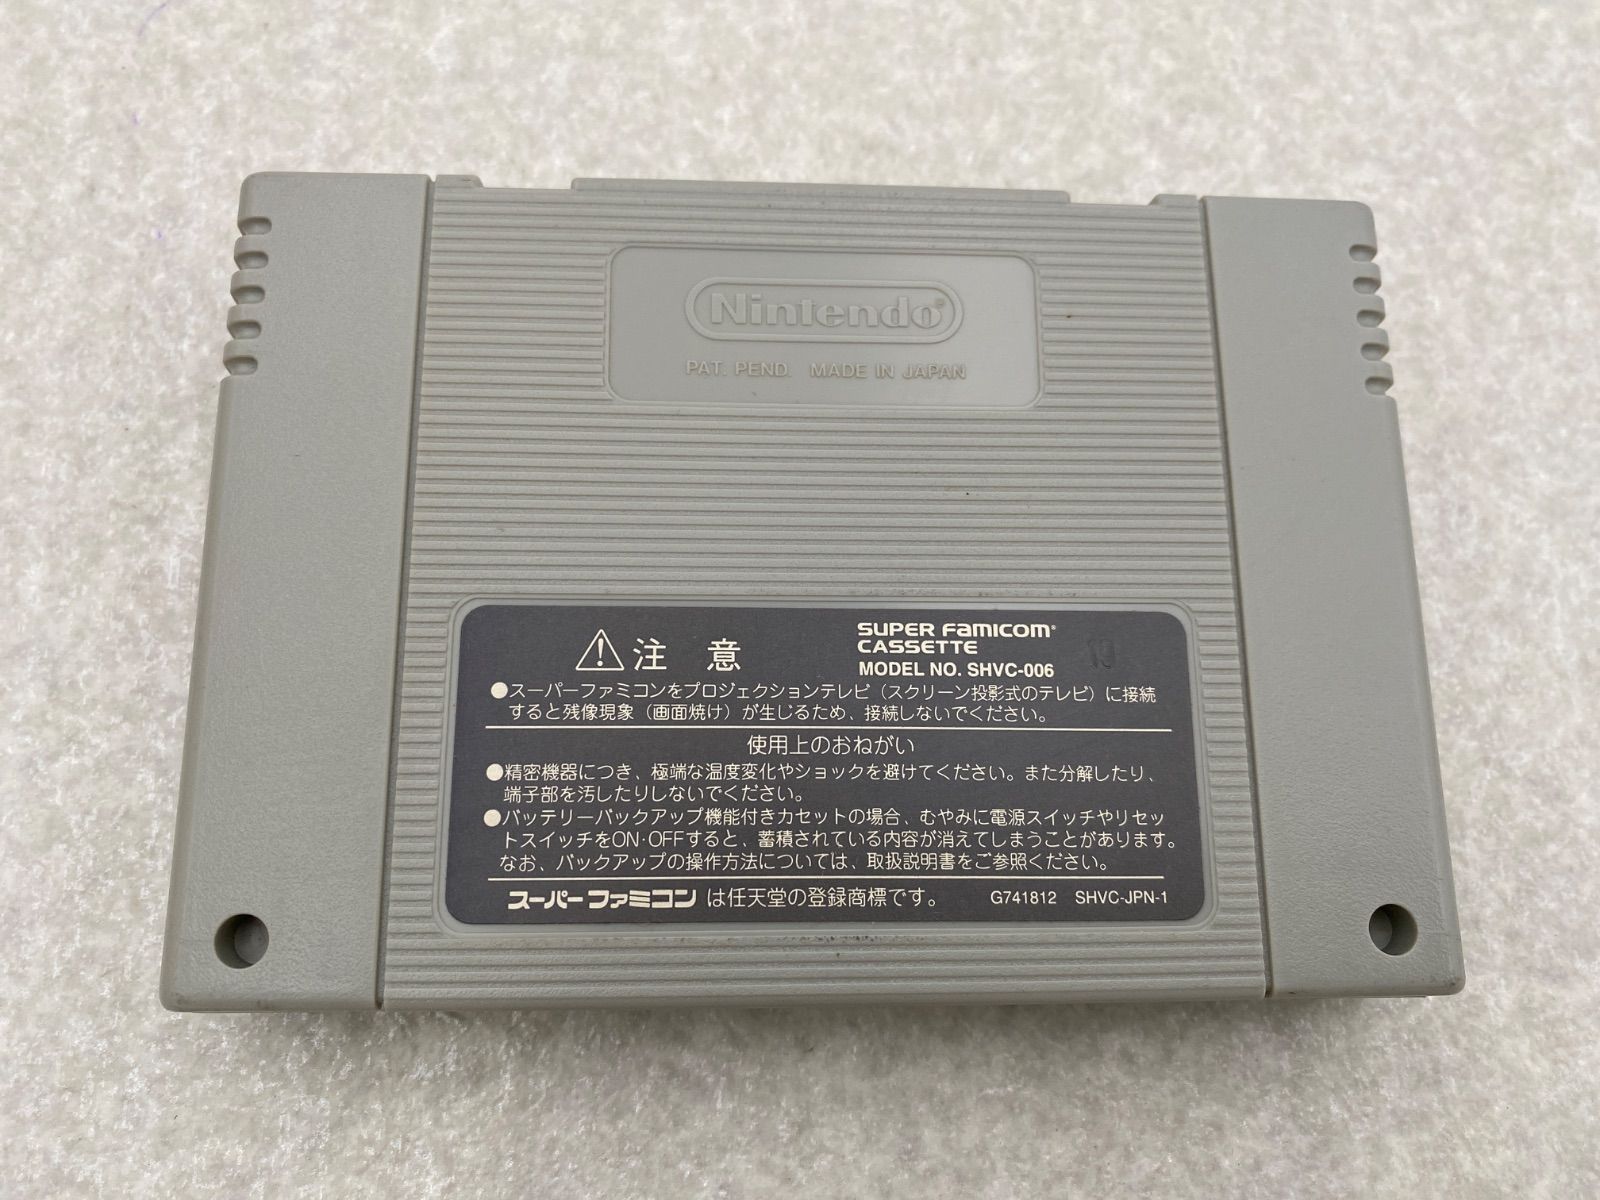 Nintendo®
PAT. PEND. MADE IN JAPAN
注 意
SUPER FAMICOM®
CASSETTE
MODEL NO. SHVC-006
19
●スーパーファミコンをプロジェクションテレビ（スクリーン投影式のテレビ）に接続
すると残像現象（画面焼け）が生じるため、接続しないでください。
使用上のおねがい
●精密機器につき、極端な温度変化やショックを避けてください。また分解したり、
端子部を汚したりしないでください。
●バッテリーバックアップ機能付きカセットの場合、むやみに電源スイッチやリセッ
トスイッチをON·OFFすると、蓄積されている内容が消えてしまうことがあります。
なお、バックアップの操作方法については、取扱説明書をご参照ください。
スーパーファミコン は任天堂の登録商標です。 G741812 SHVC-JPN-1